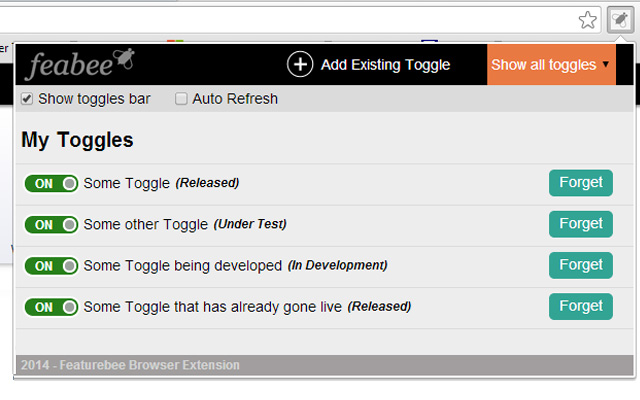 feabee
Add Existing Toggle
Show all toggles
Show toggles bar
Auto Refresh
My Toggles
ON Some Toggle (Released) Forget
ON Some other Toggle (Under Test) Forget
ON Some Toggle being developed (In Development) Forget
ON Some Toggle that has already gone live (Released) Forget
2014 - Featurebee Browser Extension